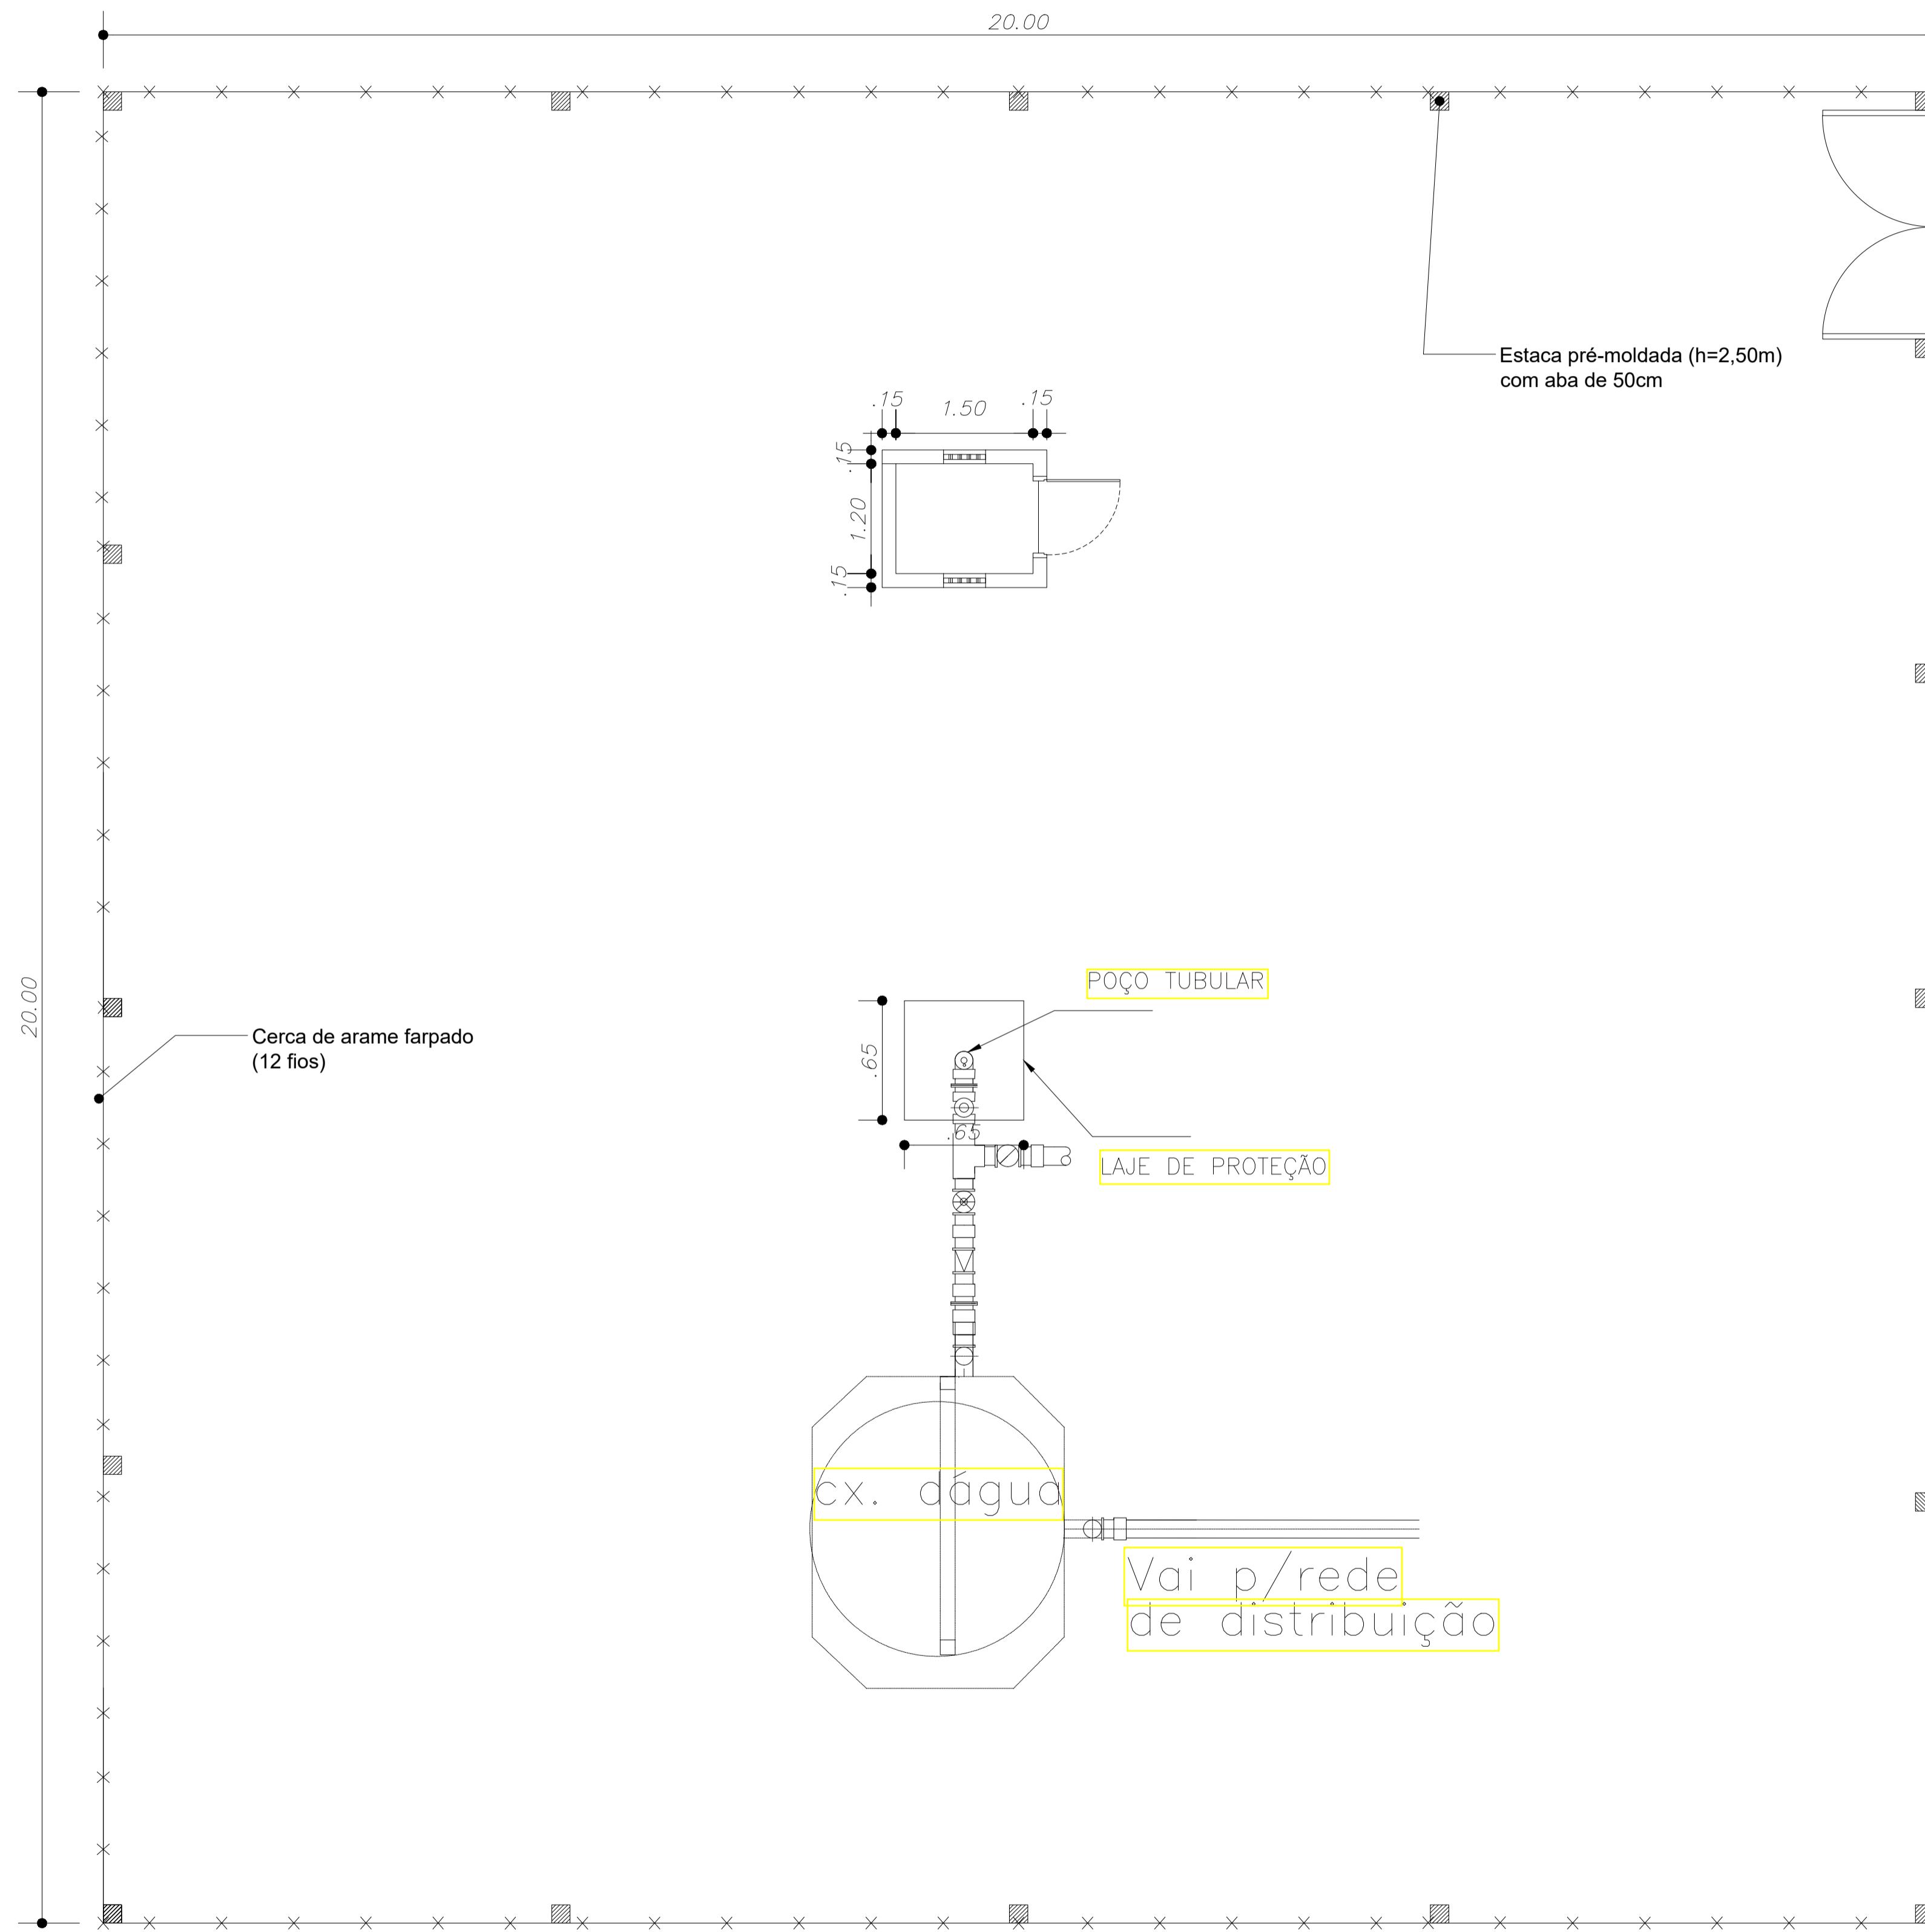 20.00
Estaca pré-moldada (h=2,50m)
com aba de 50cm
.15
1.50
.15
.15
1.20
.15
20.00
Cerca de arame farpado
(12 fios)
POÇO TUBULAR
.65
.65
LAJE DE PROTEÇÃO
cx. dágua
Vai p/rede
de distribuição